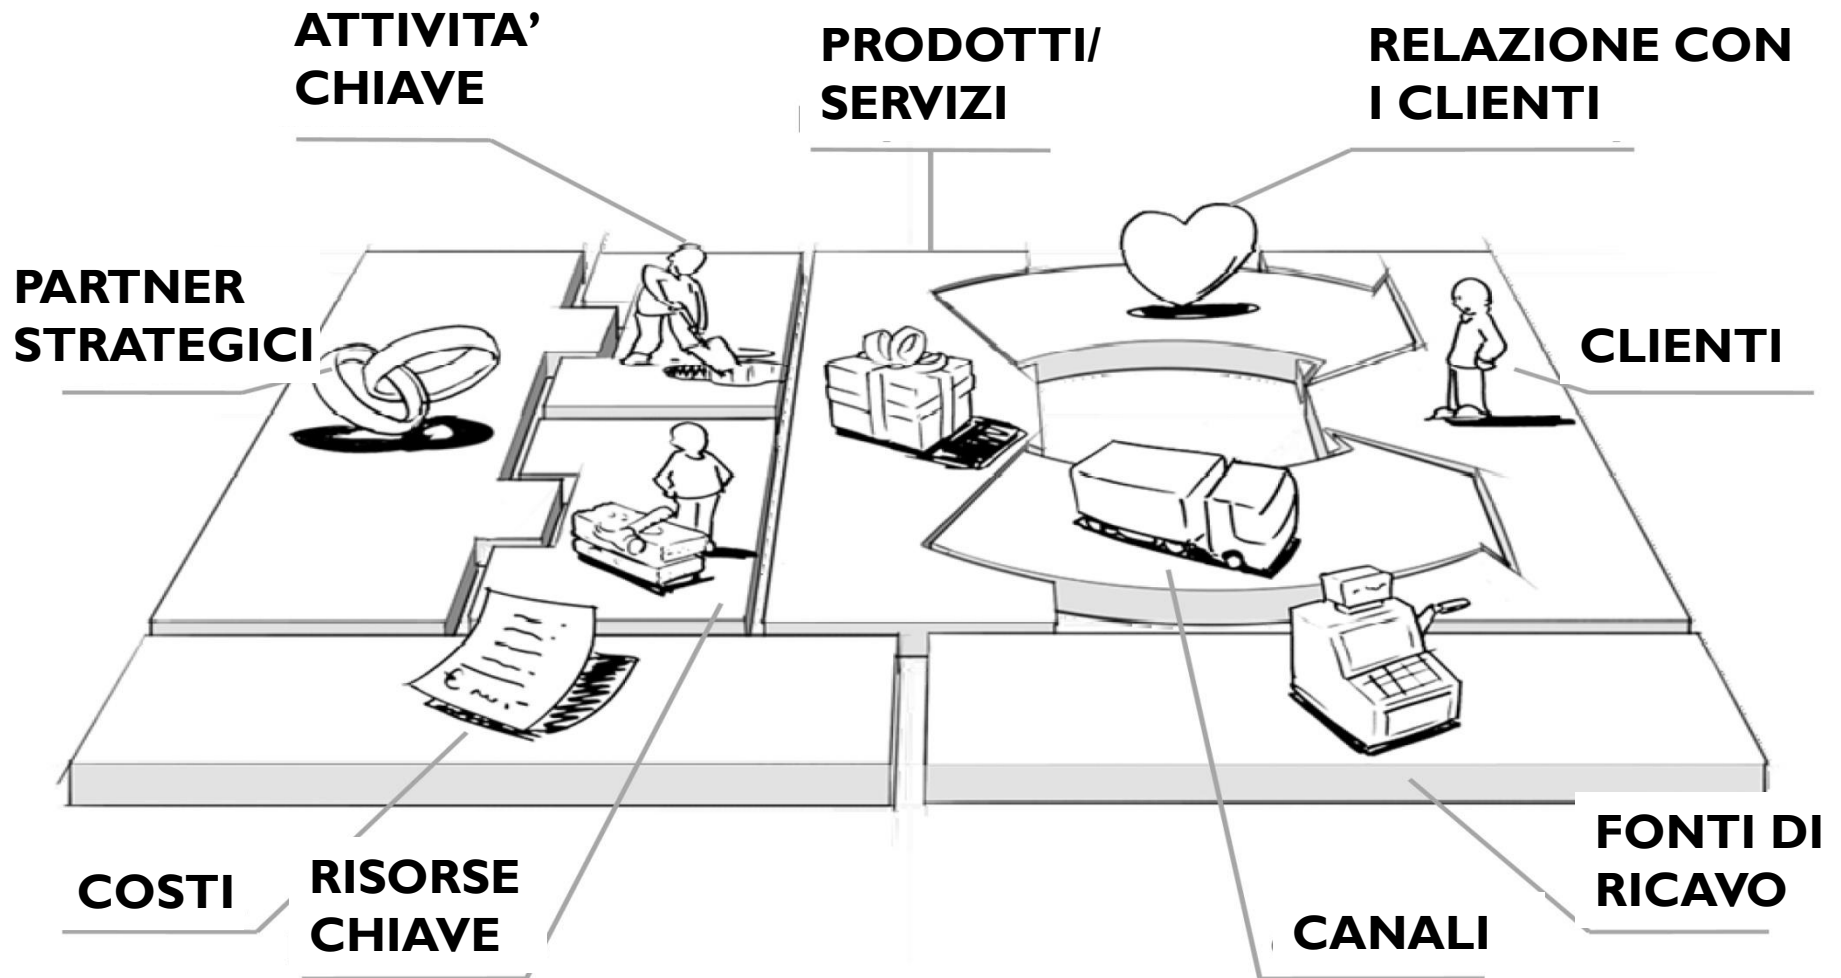 ATTIVITA’
CHIAVE
PRODOTTI/
SERVIZI
RELAZIONE CON
I CLIENTI
PARTNER
STRATEGICI
CLIENTI
€
COSTI
RISORSE
CHIAVE
CANALI
FONTI DI
RICAVO